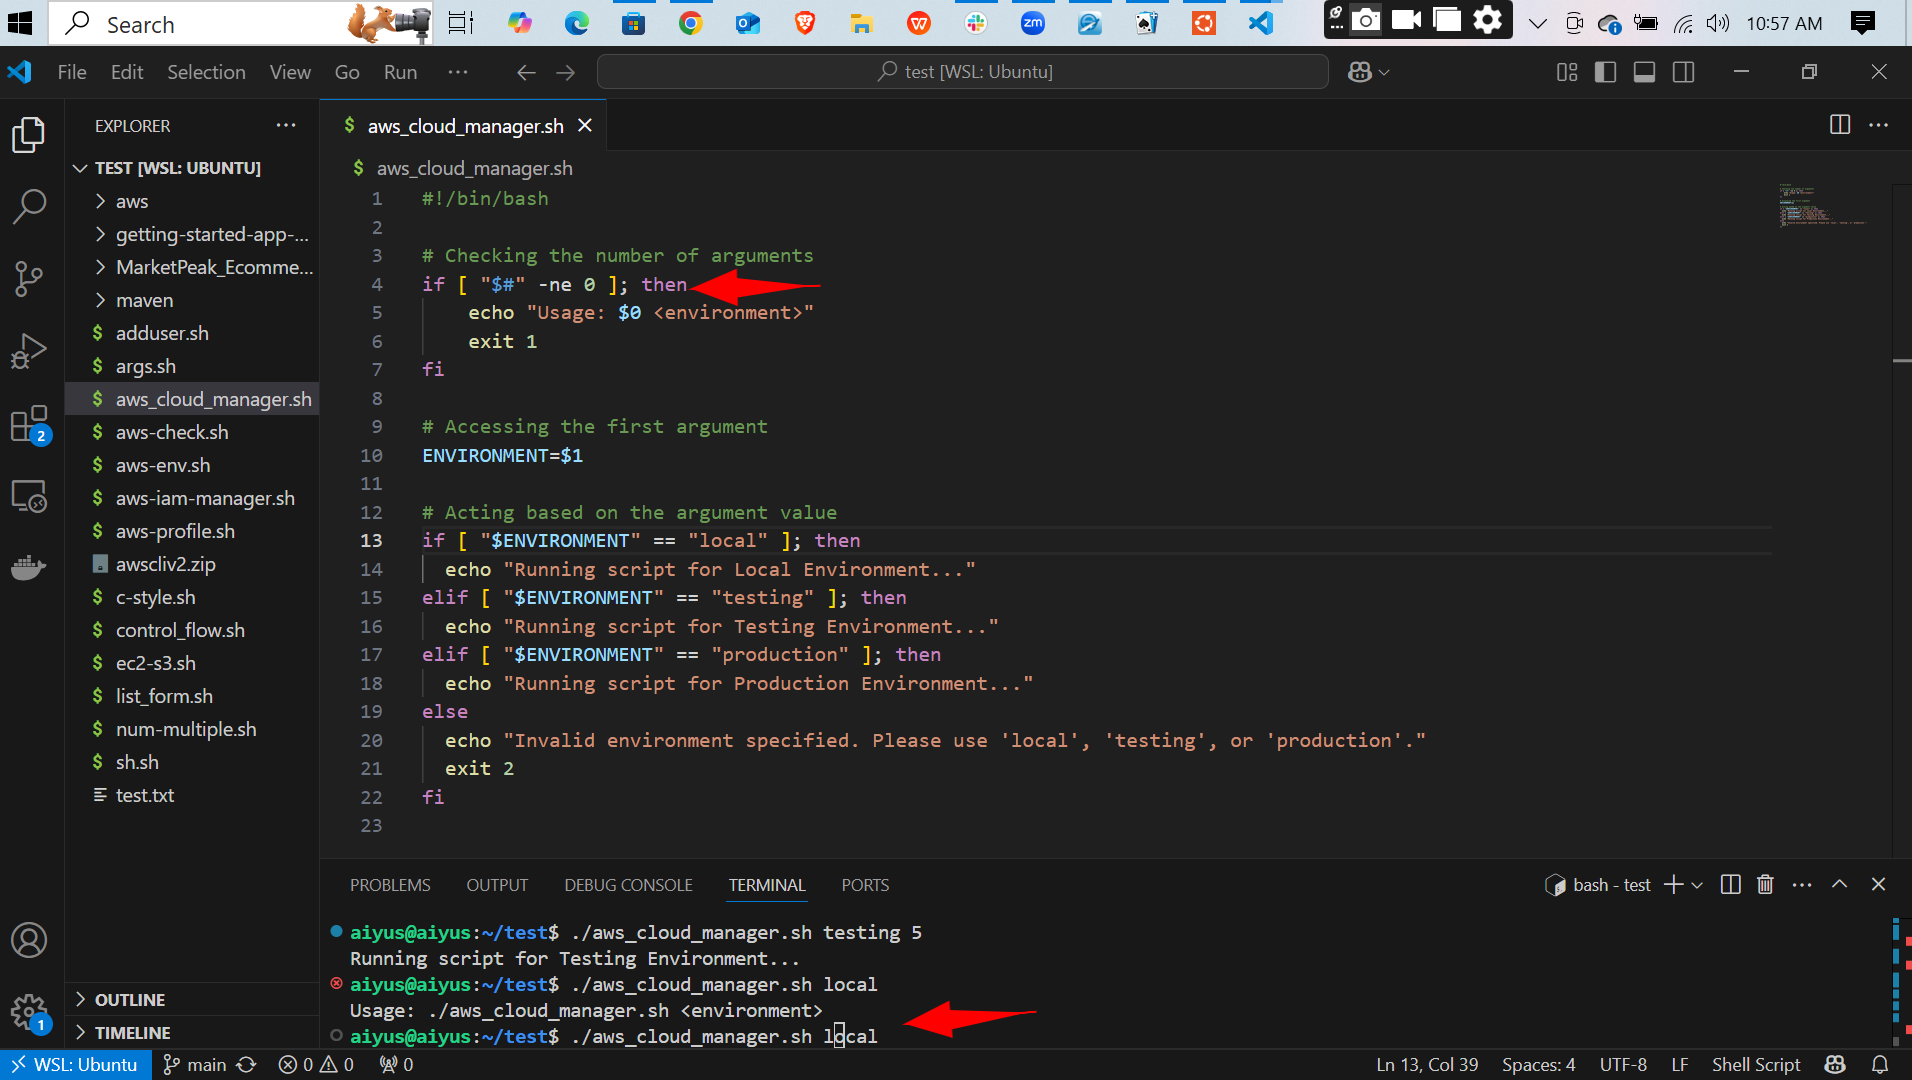 Search
10:57 AM
File Edit Selection View Go Run ...
test [WSL: Ubuntu]
EXPLORER ...
TEST [WSL: UBUNTU]
aws
getting-started-app-...
MarketPeak_Ecomme...
maven
$ adduser.sh
$ args.sh
$ aws_cloud_manager.sh
$ aws-check.sh
$ aws-env.sh
$ aws-iam-manager.sh
$ aws-profile.sh
awscliv2.zip
$ c-style.sh
$ control_flow.sh
$ ec2-s3.sh
$ list_form.sh
$ num-multiple.sh
$ sh.sh
test.txt
OUTLINE
TIMELINE
2
1
$ aws_cloud_manager.sh
$ aws_cloud_manager.sh
1 #!/bin/bash
2
3 # Checking the number of arguments
4 if [ "$#" -ne 0 ]; then
5 echo "Usage: $0 <environment>"
6 exit 1
7 fi
8
9 # Accessing the first argument
10 ENVIRONMENT=$1
11
12 # Acting based on the argument value
13 if [ "$ENVIRONMENT" == "local" ]; then
14 echo "Running script for Local Environment..."
15 elif [ "$ENVIRONMENT" == "testing" ]; then
16 echo "Running script for Testing Environment..."
17 elif [ "$ENVIRONMENT" == "production" ]; then
18 echo "Running script for Production Environment..."
19 else
20 echo "Invalid environment specified. Please use 'local', 'testing', or 'production'."
21 exit 2
22 fi
23
PROBLEMS OUTPUT DEBUG CONSOLE TERMINAL PORTS
bash - test
aiyus@aiyus:~/test$ ./aws_cloud_manager.sh testing 5
Running script for Testing Environment...
aiyus@aiyus:~/test$ ./aws_cloud_manager.sh local
Usage: ./aws_cloud_manager.sh <environment>
aiyus@aiyus:~/test$ ./aws_cloud_manager.sh local
WSL: Ubuntu main 0 0 0
Ln 13, Col 39 Spaces: 4 UTF-8 LF Shell Script